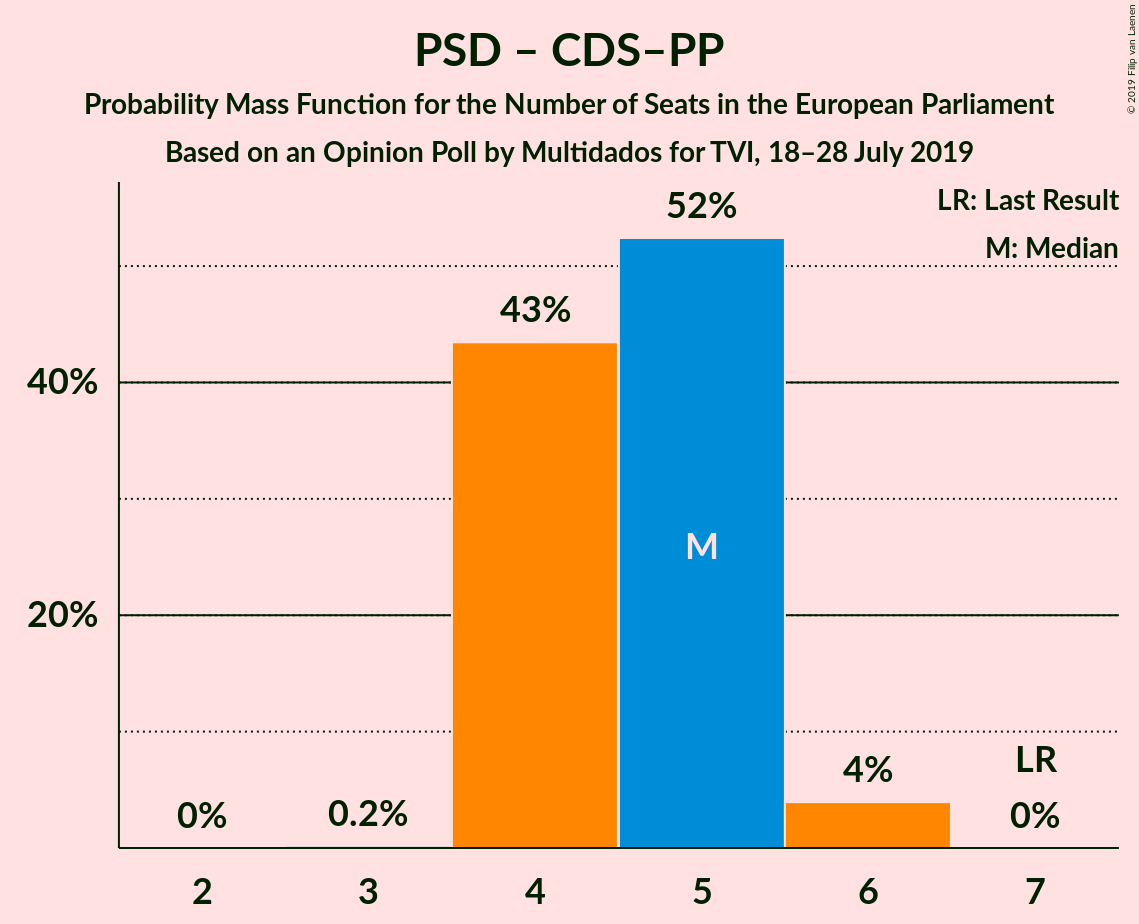 PSD – CDS–PP
Probability Mass Function for the Number of Seats in the European Parliament
Based on an Opinion Poll by Multidados for TVI, 18–28 July 2019
© 2019 Filip van Laenen
LR: Last Result
M: Median
52%
43%
40%
M
20%
LR
4%
0%
0.2%
0%
2 3 4 5 6 7